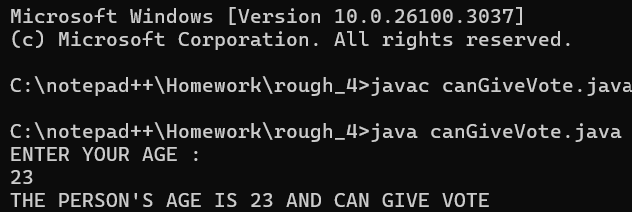 Microsoft Windows [Version 10.0.26100.3037]
(c) Microsoft Corporation. All rights reserved.
C:\notepad++\Homework\rough_4>javac canGiveVote.java
C:\notepad++\Homework\rough_4>java canGiveVote.java
ENTER YOUR AGE :
23
THE PERSON'S AGE IS 23 AND CAN GIVE VOTE